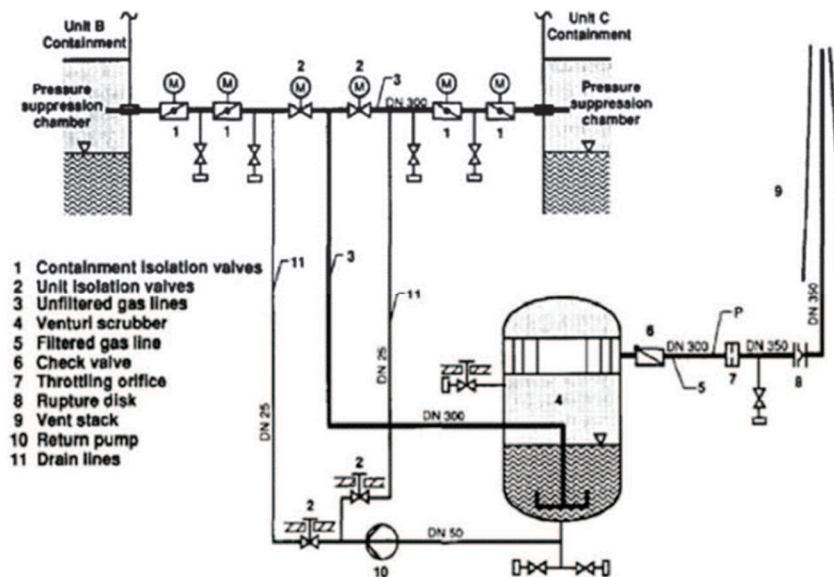 Unit B
Containment
Unit C
Containment
Pressure
suppression
chamber
M
M
2
M
2
M
3
DN 300
M
M
Pressure
suppression
chamber
1
1
1
1
9
11
3
11
1 Containment isolation valves
2 Unit isolation valves
3 Unfiltered gas lines
4 Venturi scrubber
5 Filtered gas line
6 Check valve
7 Throttling orifice
8 Rupture disk
9 Vent stack
10 Return pump
11 Drain lines
DN 25
DN 25
DN 300
4
6
DN 300
P
5
DN 350
7
8
DN 350
2
2
10
DN 50